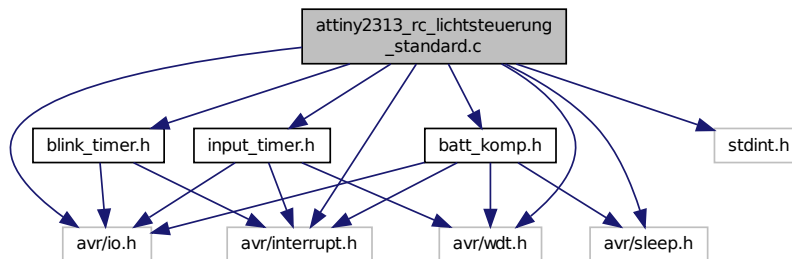 attiny2313_rc_lichtsteuerung
_standard.c
blink_timer.h
input_timer.h
batt_komp.h
stdint.h
avr/io.h
avr/interrupt.h
avr/wdt.h
avr/sleep.h